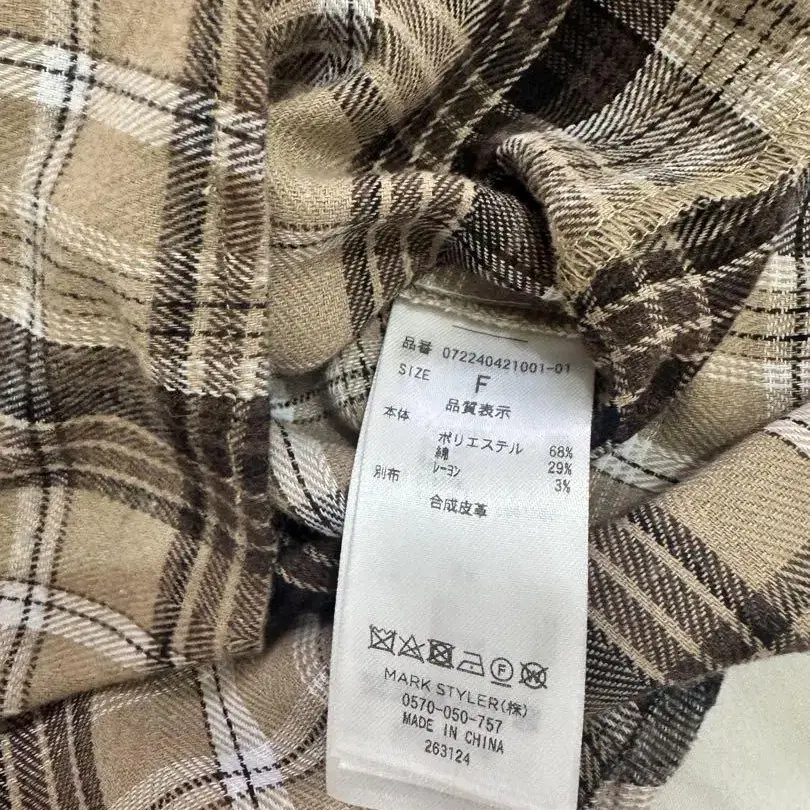 品番 072240421001-01
SIZE F
品質表示
本体
ポリエステル 68%
綿 29%
レーヨン 3%
別布
合成皮革
MARK STYLER(株)
0570-050-757
MADE IN CHINA
263124